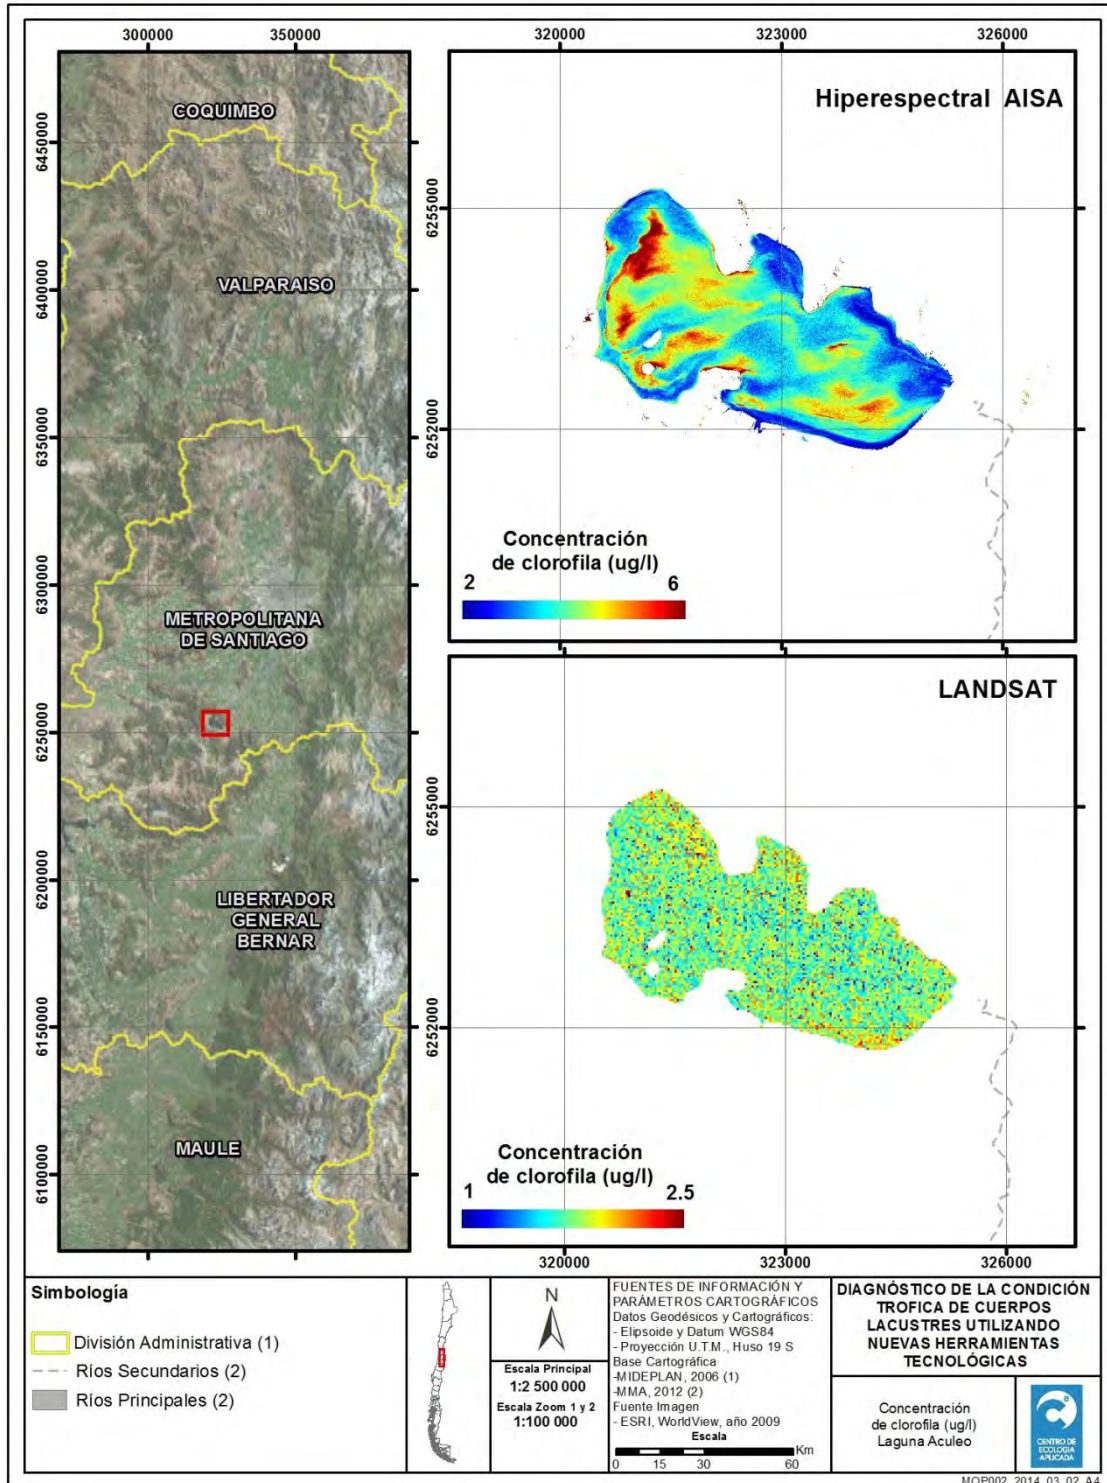 300000 350000
6450000
6400000
6350000
6300000
6250000
6200000
6150000
6100000
COQUIMBO
VALPARAISO
METROPOLITANA
DE SANTIAGO
LIBERTADOR
GENERAL
BERNAR
MAULE
320000 323000 326000
6255000
6252000
Hiperespectral AISA
Concentración
de clorofila (ug/l)
2 6
6255000
6252000
LANDSAT
Concentración
de clorofila (ug/l)
1 2.5
320000 323000 326000
Simbología
División Administrativa (1)
Ríos Secundarios (2)
Ríos Principales (2)
N
Escala Principal
1:2 500 000
Escala Zoom 1 y 2
1:100 000
FUENTES DE INFORMACIÓN Y
PARÁMETROS CARTOGRÁFICOS
Datos Geodésicos y Cartográficos:
- Elipsoide y Datum WGS84
- Proyección U.T.M., Huso 19 S
Base Cartográfica
-MIDEPLAN, 2006 (1)
-MMA, 2012 (2)
Fuente Imagen
- ESRI, WorldView, año 2009
Escala
Km
0 15 30 60
DIAGNÓSTICO DE LA CONDICIÓN
TROFICA DE CUERPOS
LACUSTRES UTILIZANDO
NUEVAS HERRAMIENTAS
TECNOLÓGICAS
Concentración
de clorofila (ug/l)
Laguna Aculeo
CENTRO DE
ECOLOGÍA
APLICADA
MOP002_2014_03_02_A4